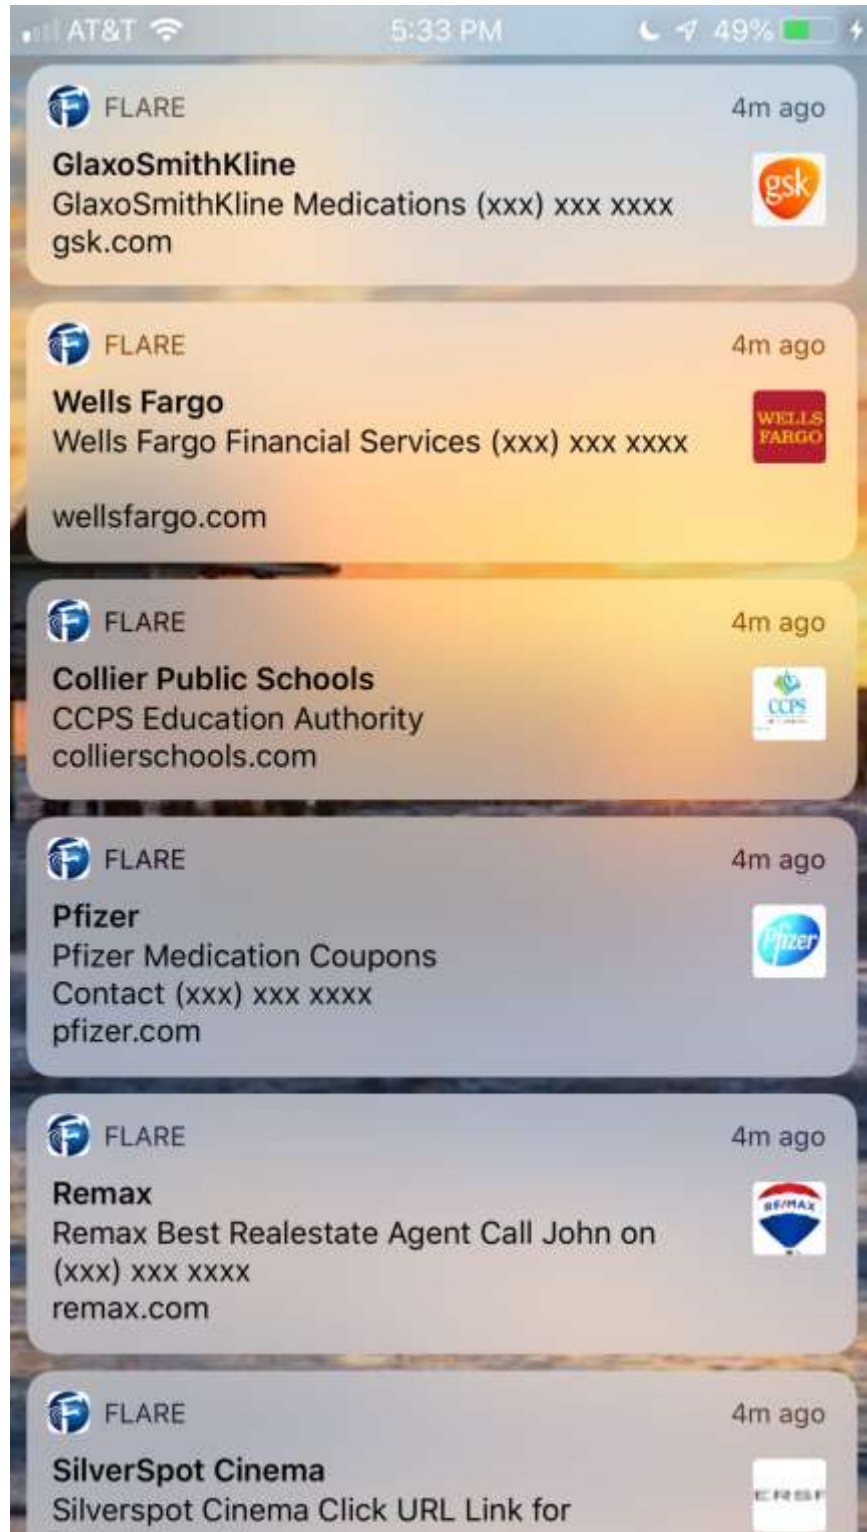 AT&T 5:33 PM 49%
FLARE 4m ago
GlaxoSmithKline
GlaxoSmithKline Medications (xxx) xxx xxxx
gsk.com
gsk
FLARE 4m ago
Wells Fargo
Wells Fargo Financial Services (xxx) xxx xxxx
wellsfargo.com
WELLS
FARGO
FLARE 4m ago
Collier Public Schools
CCPS Education Authority
collierschools.com
CCPS
FLARE 4m ago
Pfizer
Pfizer Medication Coupons
Contact (xxx) xxx xxxx
pfizer.com
Pfizer
FLARE 4m ago
Remax
Remax Best Realestate Agent Call John on
(xxx) xxx xxxx
remax.com
RE/MAX
FLARE 4m ago
SilverSpot Cinema
Silverspot Cinema Click URL Link for